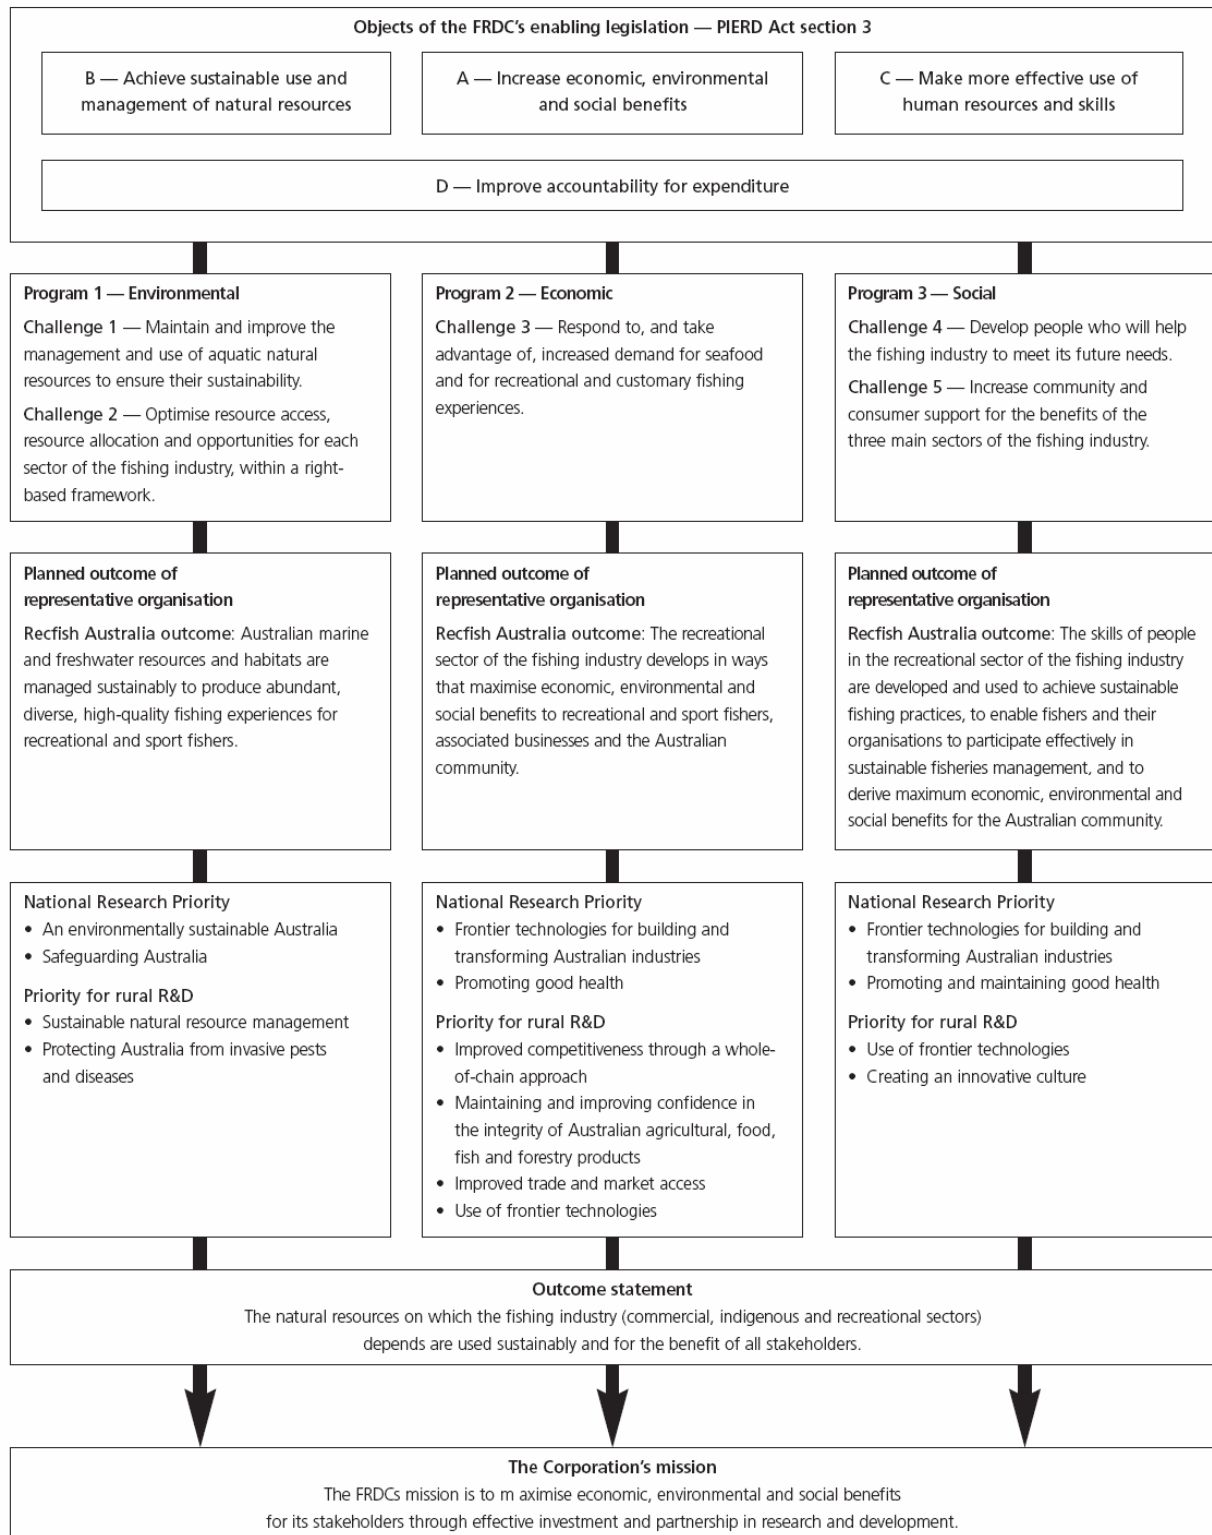 Objects of the FRDC's enabling legislation — PIERD Act section 3
B — Achieve sustainable use and
management of natural resources
A — Increase economic, environmental
and social benefits
C — Make more effective use of
human resources and skills
D — Improve accountability for expenditure
Program 1 — Environmental
Challenge 1 — Maintain and improve the
management and use of aquatic natural
resources to ensure their sustainability.
Challenge 2 — Optimise resource access,
resource allocation and opportunities for each
sector of the fishing industry, within a right-
based framework.
Program 2 — Economic
Challenge 3 — Respond to, and take
advantage of, increased demand for seafood
and for recreational and customary fishing
experiences.
Program 3 — Social
Challenge 4 — Develop people who will help
the fishing industry to meet its future needs.
Challenge 5 — Increase community and
consumer support for the benefits of the
three main sectors of the fishing industry.
Planned outcome of
representative organisation
Recfish Australia outcome: Australian marine
and freshwater resources and habitats are
managed sustainably to produce abundant,
diverse, high-quality fishing experiences for
recreational and sport fishers.
Planned outcome of
representative organisation
Recfish Australia outcome: The recreational
sector of the fishing industry develops in ways
that maximise economic, environmental and
social benefits to recreational and sport fishers,
associated businesses and the Australian
community.
Planned outcome of
representative organisation
Recfish Australia outcome: The skills of people
in the recreational sector of the fishing industry
are developed and used to achieve sustainable
fishing practices, to enable fishers and their
organisations to participate effectively in
sustainable fisheries management, and to
derive maximum economic, environmental and
social benefits for the Australian community.
National Research Priority
• An environmentally sustainable Australia
• Safeguarding Australia
Priority for rural R&D
• Sustainable natural resource management
• Protecting Australia from invasive pests
and diseases
National Research Priority
• Frontier technologies for building and
transforming Australian industries
• Promoting good health
Priority for rural R&D
• Improved competitiveness through a whole-
of-chain approach
• Maintaining and improving confidence in
the integrity of Australian agricultural, food,
fish and forestry products
• Improved trade and market access
• Use of frontier technologies
National Research Priority
• Frontier technologies for building and
transforming Australian industries
• Promoting and maintaining good health
Priority for rural R&D
• Use of frontier technologies
• Creating an innovative culture
Outcome statement
The natural resources on which the fishing industry (commercial, indigenous and recreational sectors)
depends are used sustainably and for the benefit of all stakeholders.
The Corporation's mission
The FRDCs mission is to m aximise economic, environmental and social benefits
for its stakeholders through effective investment and partnership in research and development.